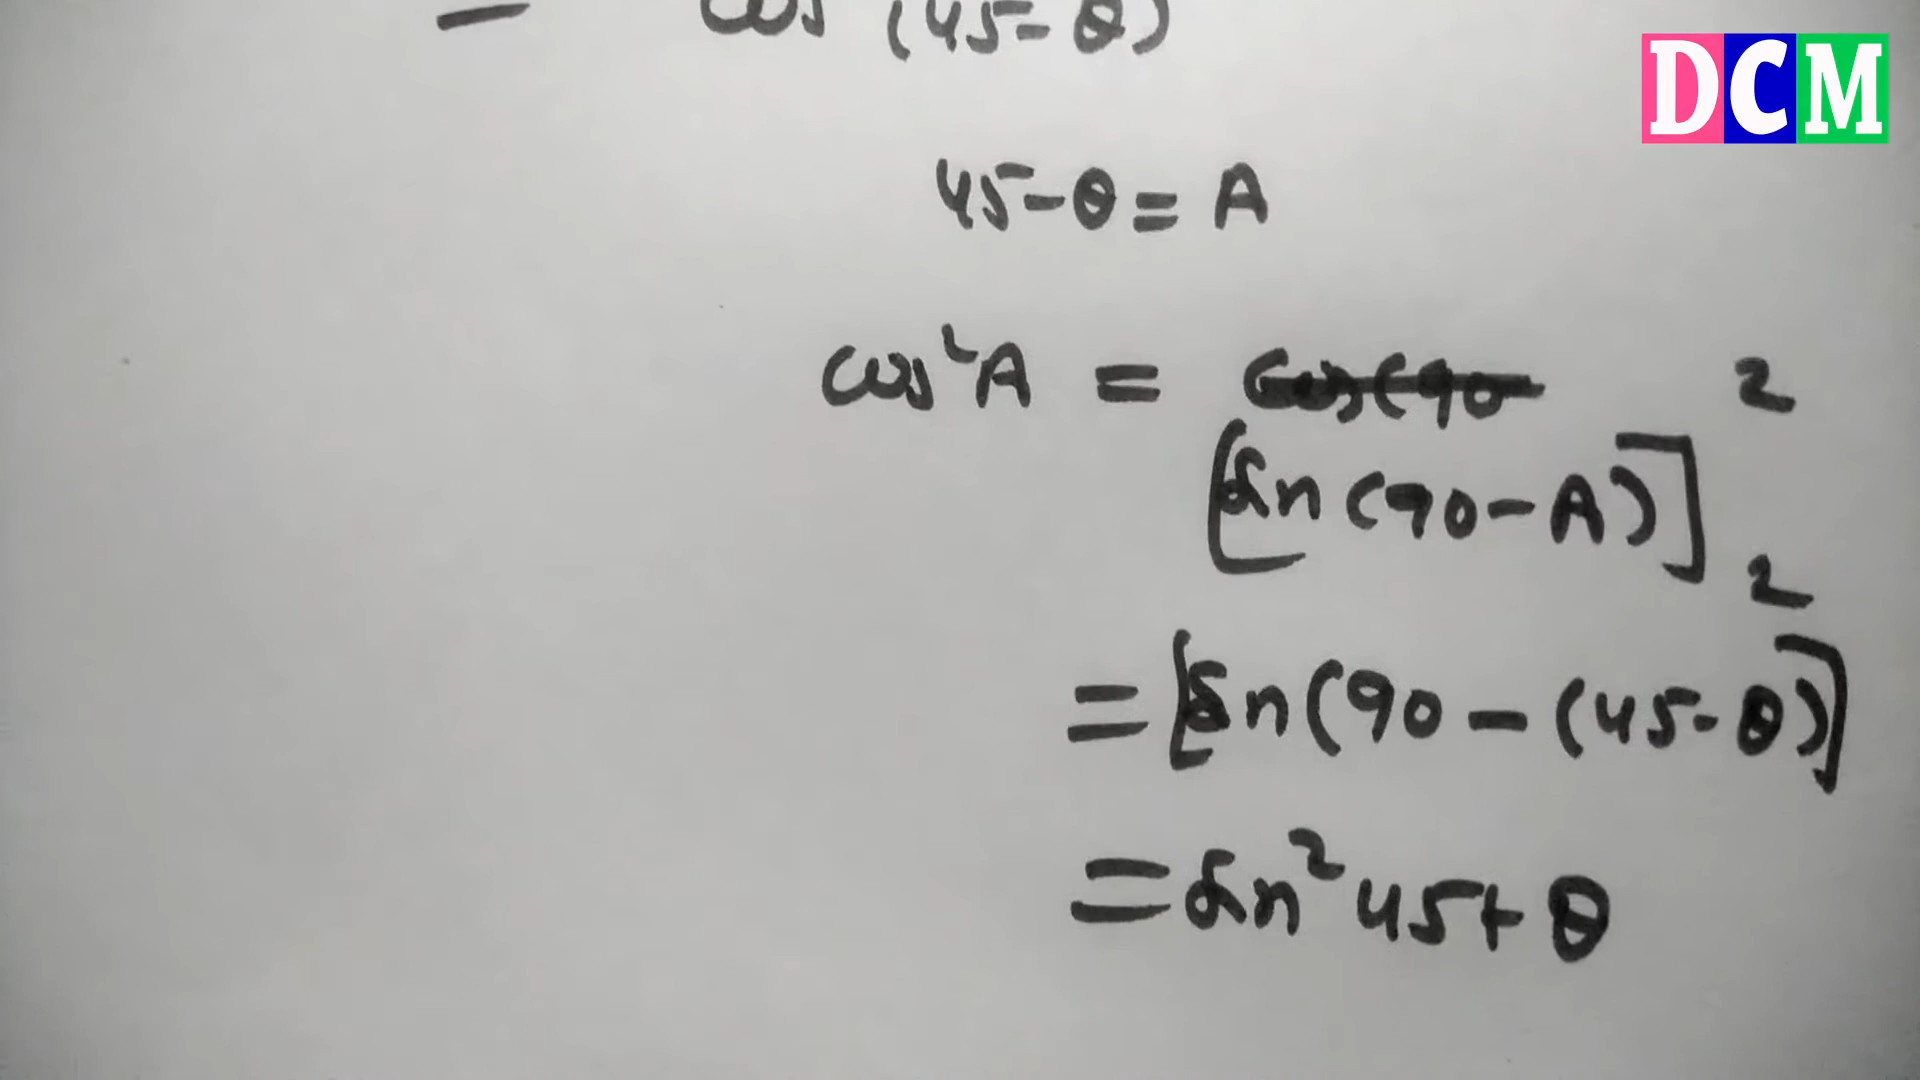 — cos (45-θ)
DCM
45-θ = A
cos²A = Cos(90
[Sin (90-A)]²
= [Sin(90 - (45-θ)]²
= Sin² 45+θ